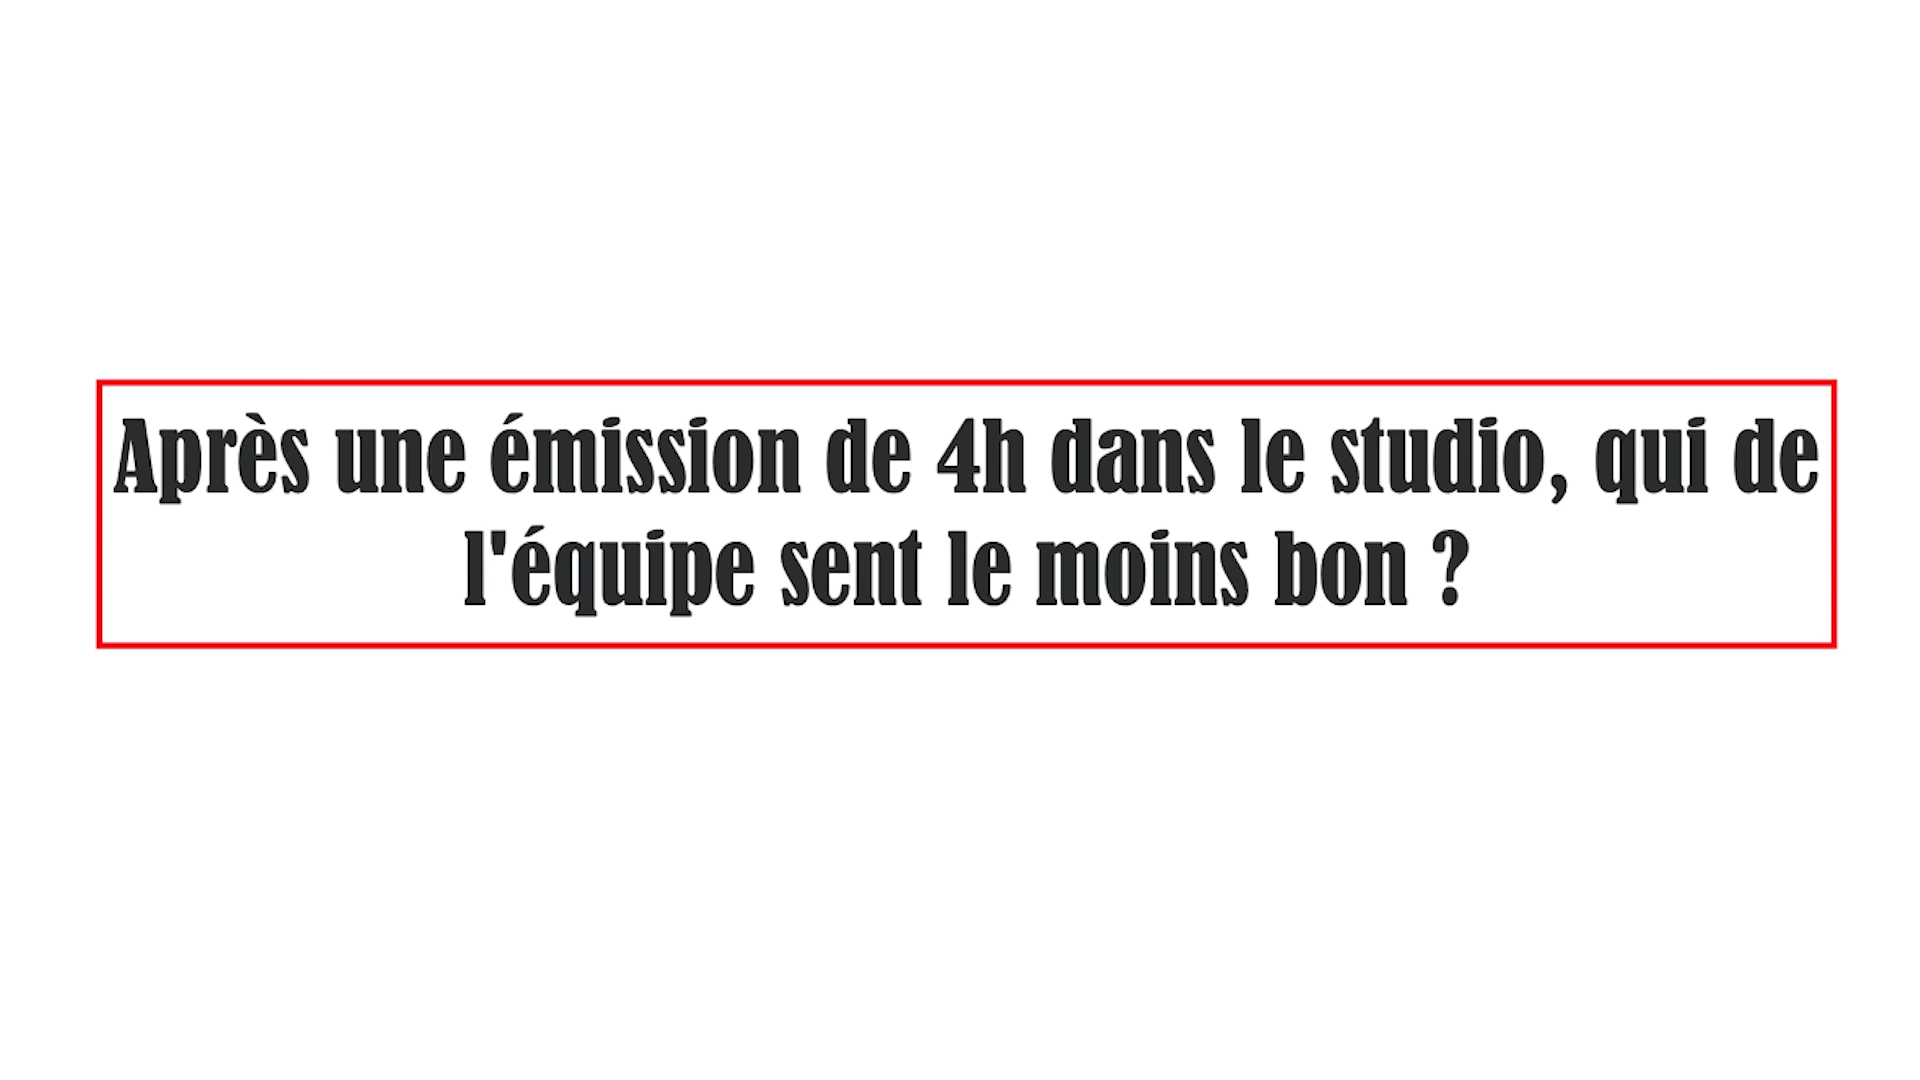 Après une émission de 4h dans le studio, qui de
l'équipe sent le moins bon ?